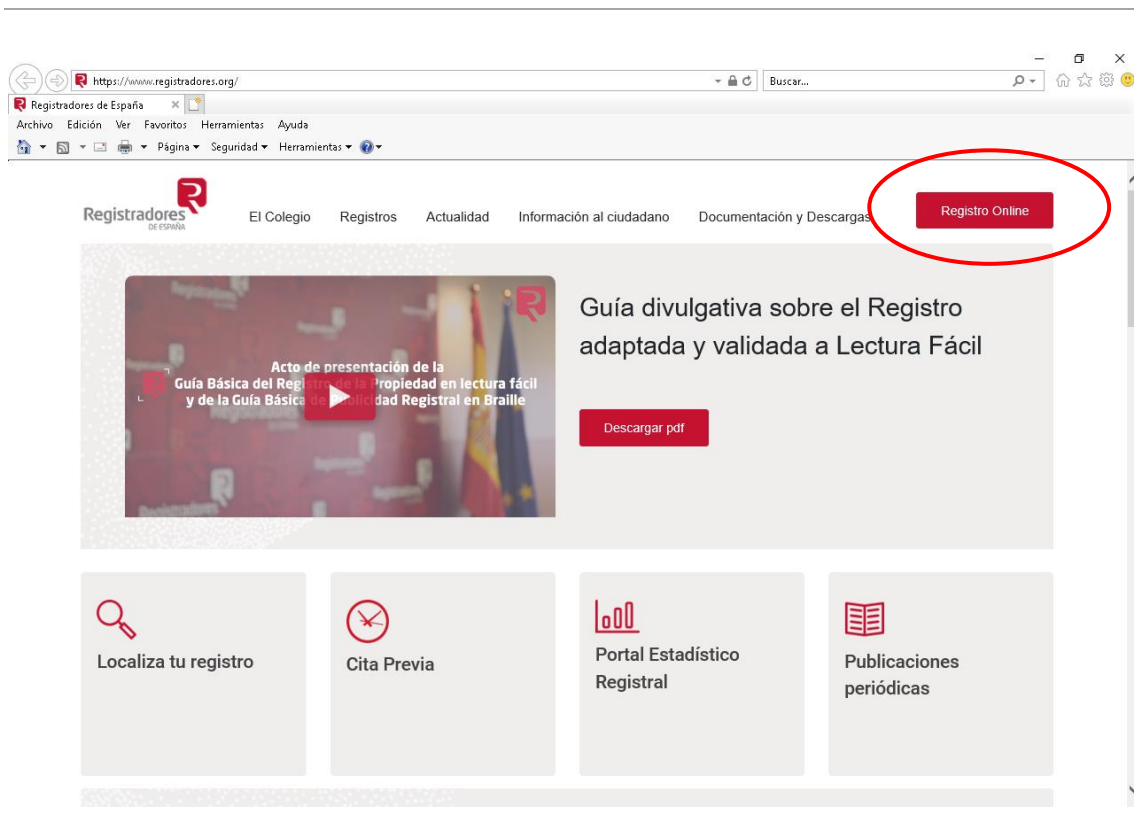 https://www.registradores.org/
Buscar...
Registradores de España
Archivo Edición Ver Favoritos Herramientas Ayuda
Página Seguridad Herramientas
Registradores
DE ESPAÑA
El Colegio Registros Actualidad Información al ciudadano Documentación y Descargas
Registro Online
Acto de presentación de la
Guía Básica del Registro de la Propiedad en lectura fácil
y de la Guía Básica de Publicidad Registral en Braille
Guía divulgativa sobre el Registro
adaptada y validada a Lectura Fácil
Descargar pdf
Localiza tu registro
Cita Previa
Portal Estadístico
Registral
Publicaciones
periódicas